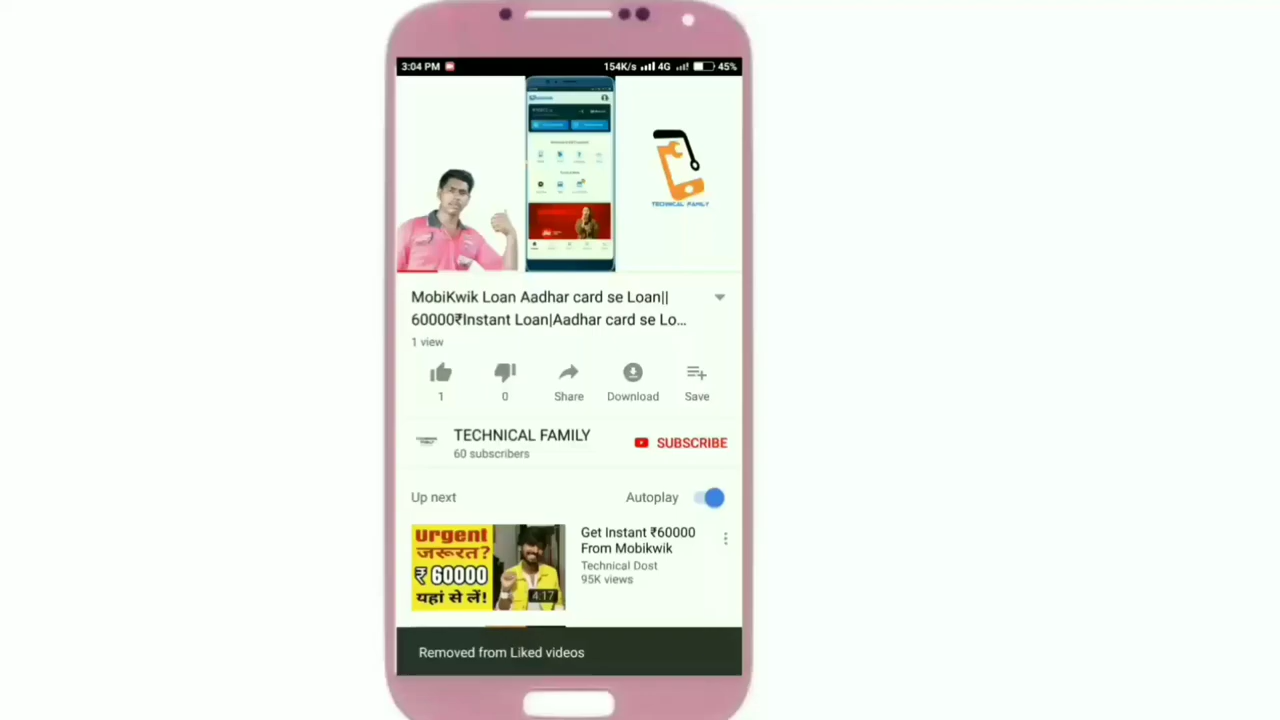 3:04 PM 154K/s 4G 45%
TECHNICAL FAMILY
MobiKwik Loan Aadhar card se Loan||
60000₹Instant Loan|Aadhar card se Lo...
1 view
1 0 Share Download Save
TECHNICAL FAMILY
60 subscribers
SUBSCRIBE
Up next Autoplay
Urgent
जरूरत?
₹ 60000
यहां से लें!
4:17
Get Instant ₹60000
From Mobikwik
Technical Dost
95K views
Removed from Liked videos